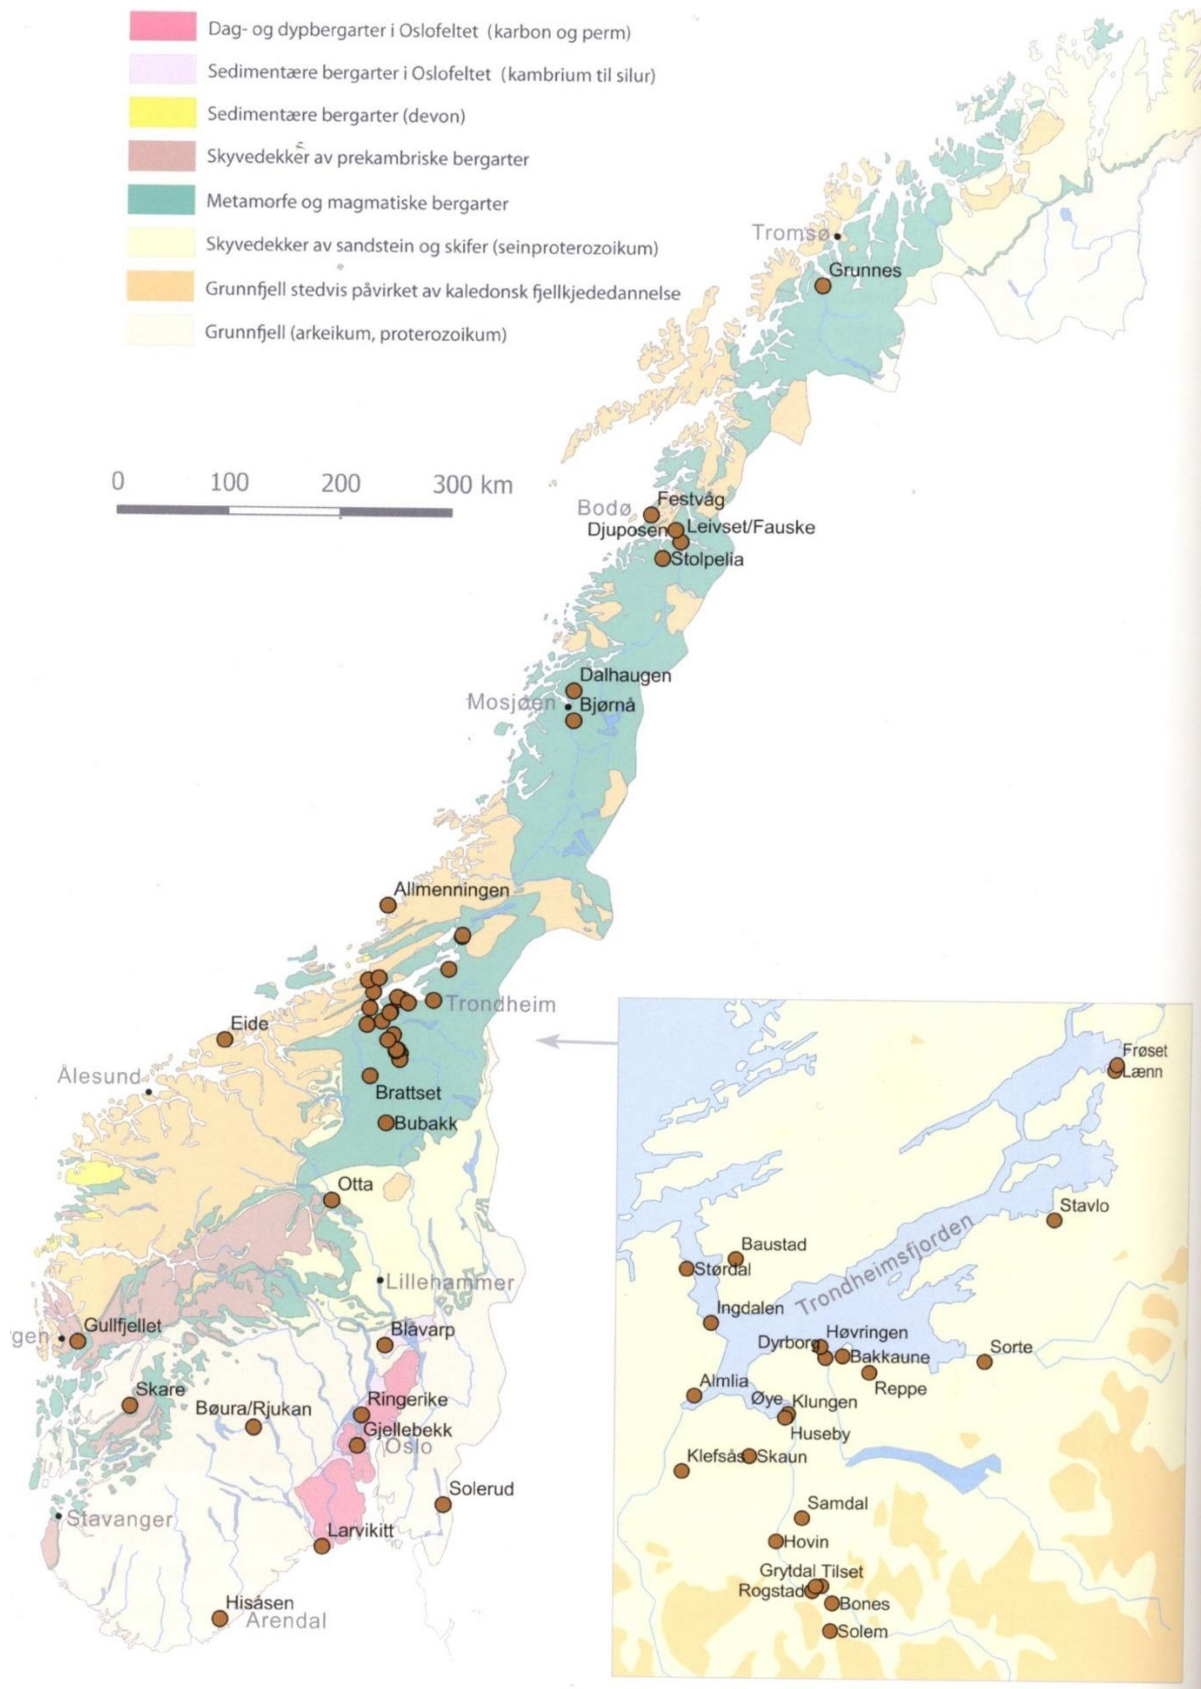 Dag- og dypbergarter i Oslofeltet (karbon og perm)
Sedimentære bergarter i Oslofeltet (kambrium til silur)
Sedimentære bergarter (devon)
Skyvedekker av prekambriske bergarter
Metamorfe og magmatiske bergarter
Skyvedekker av sandstein og skifer (seinproterozoikum)
Grunnfjell stedvis påvirket av kaledonsk fjellkjededannelse
Grunnfjell (arkeikum, proterozoikum)
Tromsø
Grunnes
0 100 200 300 km
Festvåg
Bodø
Djuposen
Leivset/Fauske
Stolpelia
Dalhaugen
Mosjøen
Bjørnå
Allmenningen
Trondheim
Eide
Ålesund
Brattset
Bubakk
Otta
Lillehammer
Gullfjellet
gen
Blåvarp
Skare
Bøura/Rjukan
Ringerike
Gjellebekk
Oslo
Solerud
Stavanger
Larvikitt
Hisåsen
Arendal
Frøset
Lænn
Stavlo
Baustad
Størdal
Trondheimsfjorden
Ingdalen
Høvringen
Dyrborg
Bakkaune
Sorte
Reppe
Almlia
Øye
Klungen
Huseby
Klefsås
Skaun
Samdal
Hovin
Grytdal Tilset
Rogstad
Bones
Solem